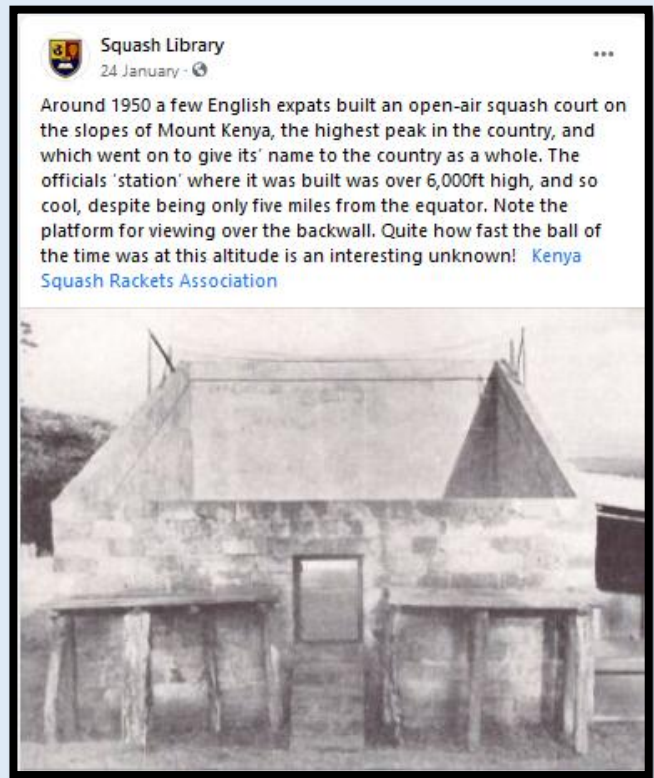 Squash Library
24 January ·
Around 1950 a few English expats built an open-air squash court on
the slopes of Mount Kenya, the highest peak in the country, and
which went on to give its' name to the country as a whole. The
officials 'station' where it was built was over 6,000ft high, and so
cool, despite being only five miles from the equator. Note the
platform for viewing over the backwall. Quite how fast the ball of
the time was at this altitude is an interesting unknown! Kenya
Squash Rackets Association